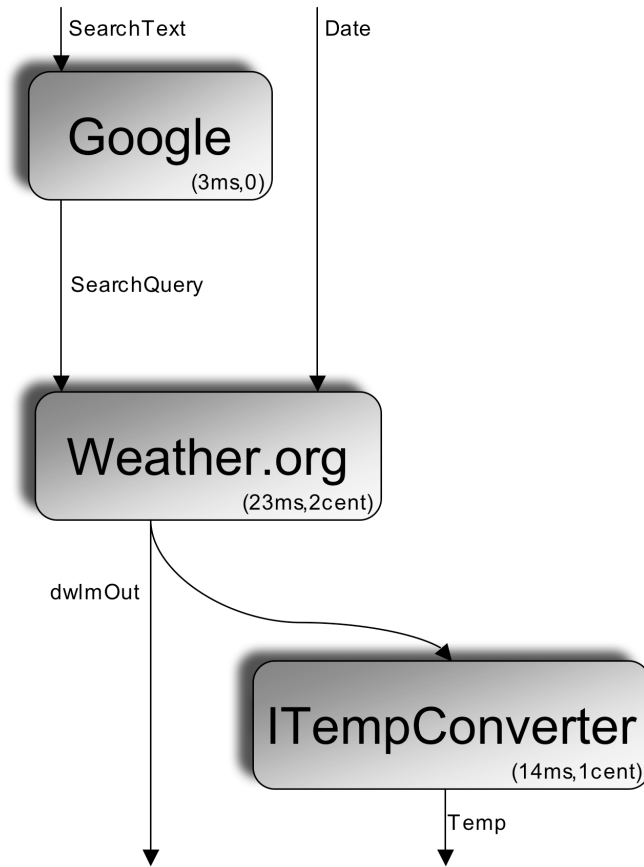 SearchText
Date
Google
(3ms,0)
SearchQuery
Weather.org
(23ms,2cent)
dwlmOut
ITempConverter
(14ms,1cent)
Temp